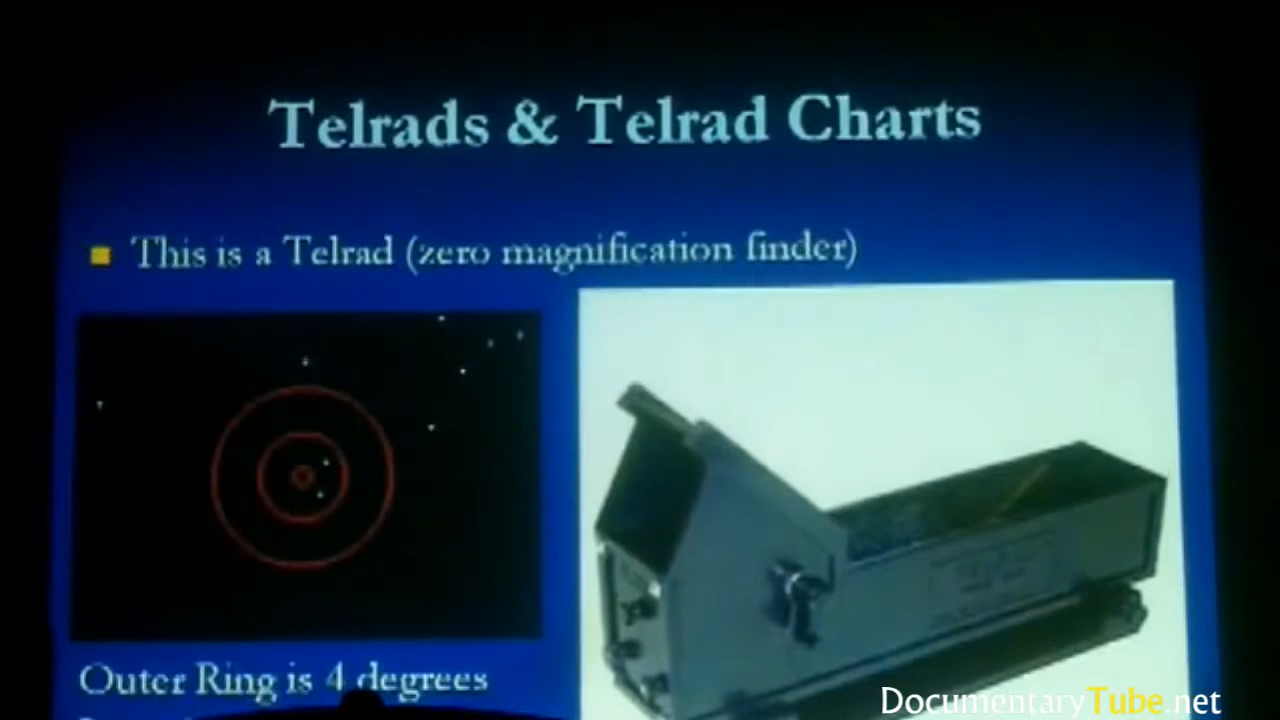 Telrads & Telrad Charts
This is a Telrad (zero magnification finder)
Outer Ring is 4 degrees
DocumentaryTube.net